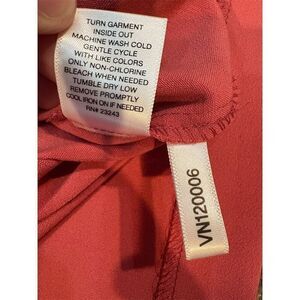 TURN GARMENT
INSIDE OUT
MACHINE WASH COLD
GENTLE CYCLE
WITH LIKE COLORS
ONLY NON-CHLORINE
BLEACH WHEN NEEDED
TUMBLE DRY LOW
REMOVE PROMPTLY
COOL IRON ON IF NEEDED
RN# 23243
VN120006